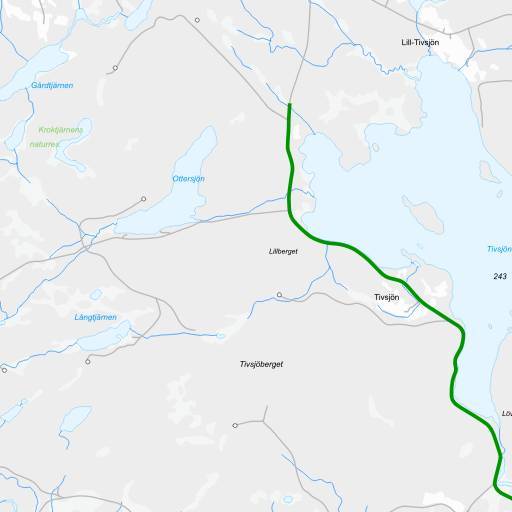 Lill-Tivsjön
Gårdtjärnen
Kroktjärnens
naturres.
Ottersjön
Lillberget
Tivsjön
243
Tivsjön
Långtjärnen
Tivsjöberget